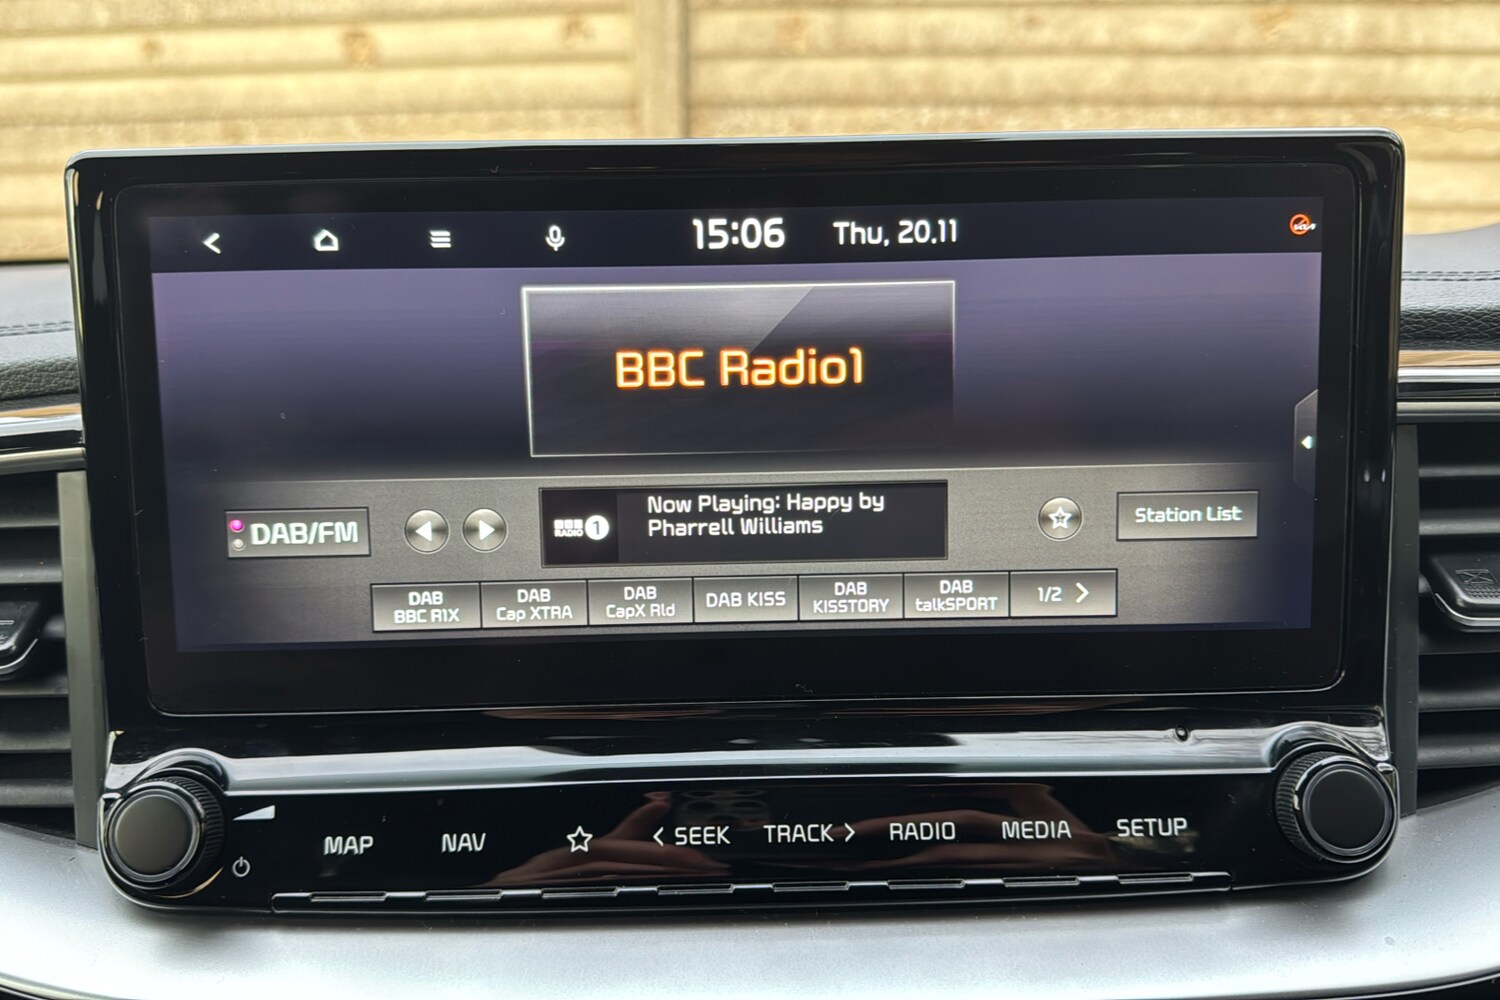 15:06 Thu, 20.11
BBC Radio1
DAB/FM
RADIO 1
Now Playing: Happy by
Pharrell Williams
Station List
DAB
BBC R1X
DAB
Cap XTRA
DAB
CapX Rld
DAB KISS
DAB
KISSTORY
DAB
talkSPORT
1/2 >
MAP NAV < SEEK TRACK > RADIO MEDIA SETUP